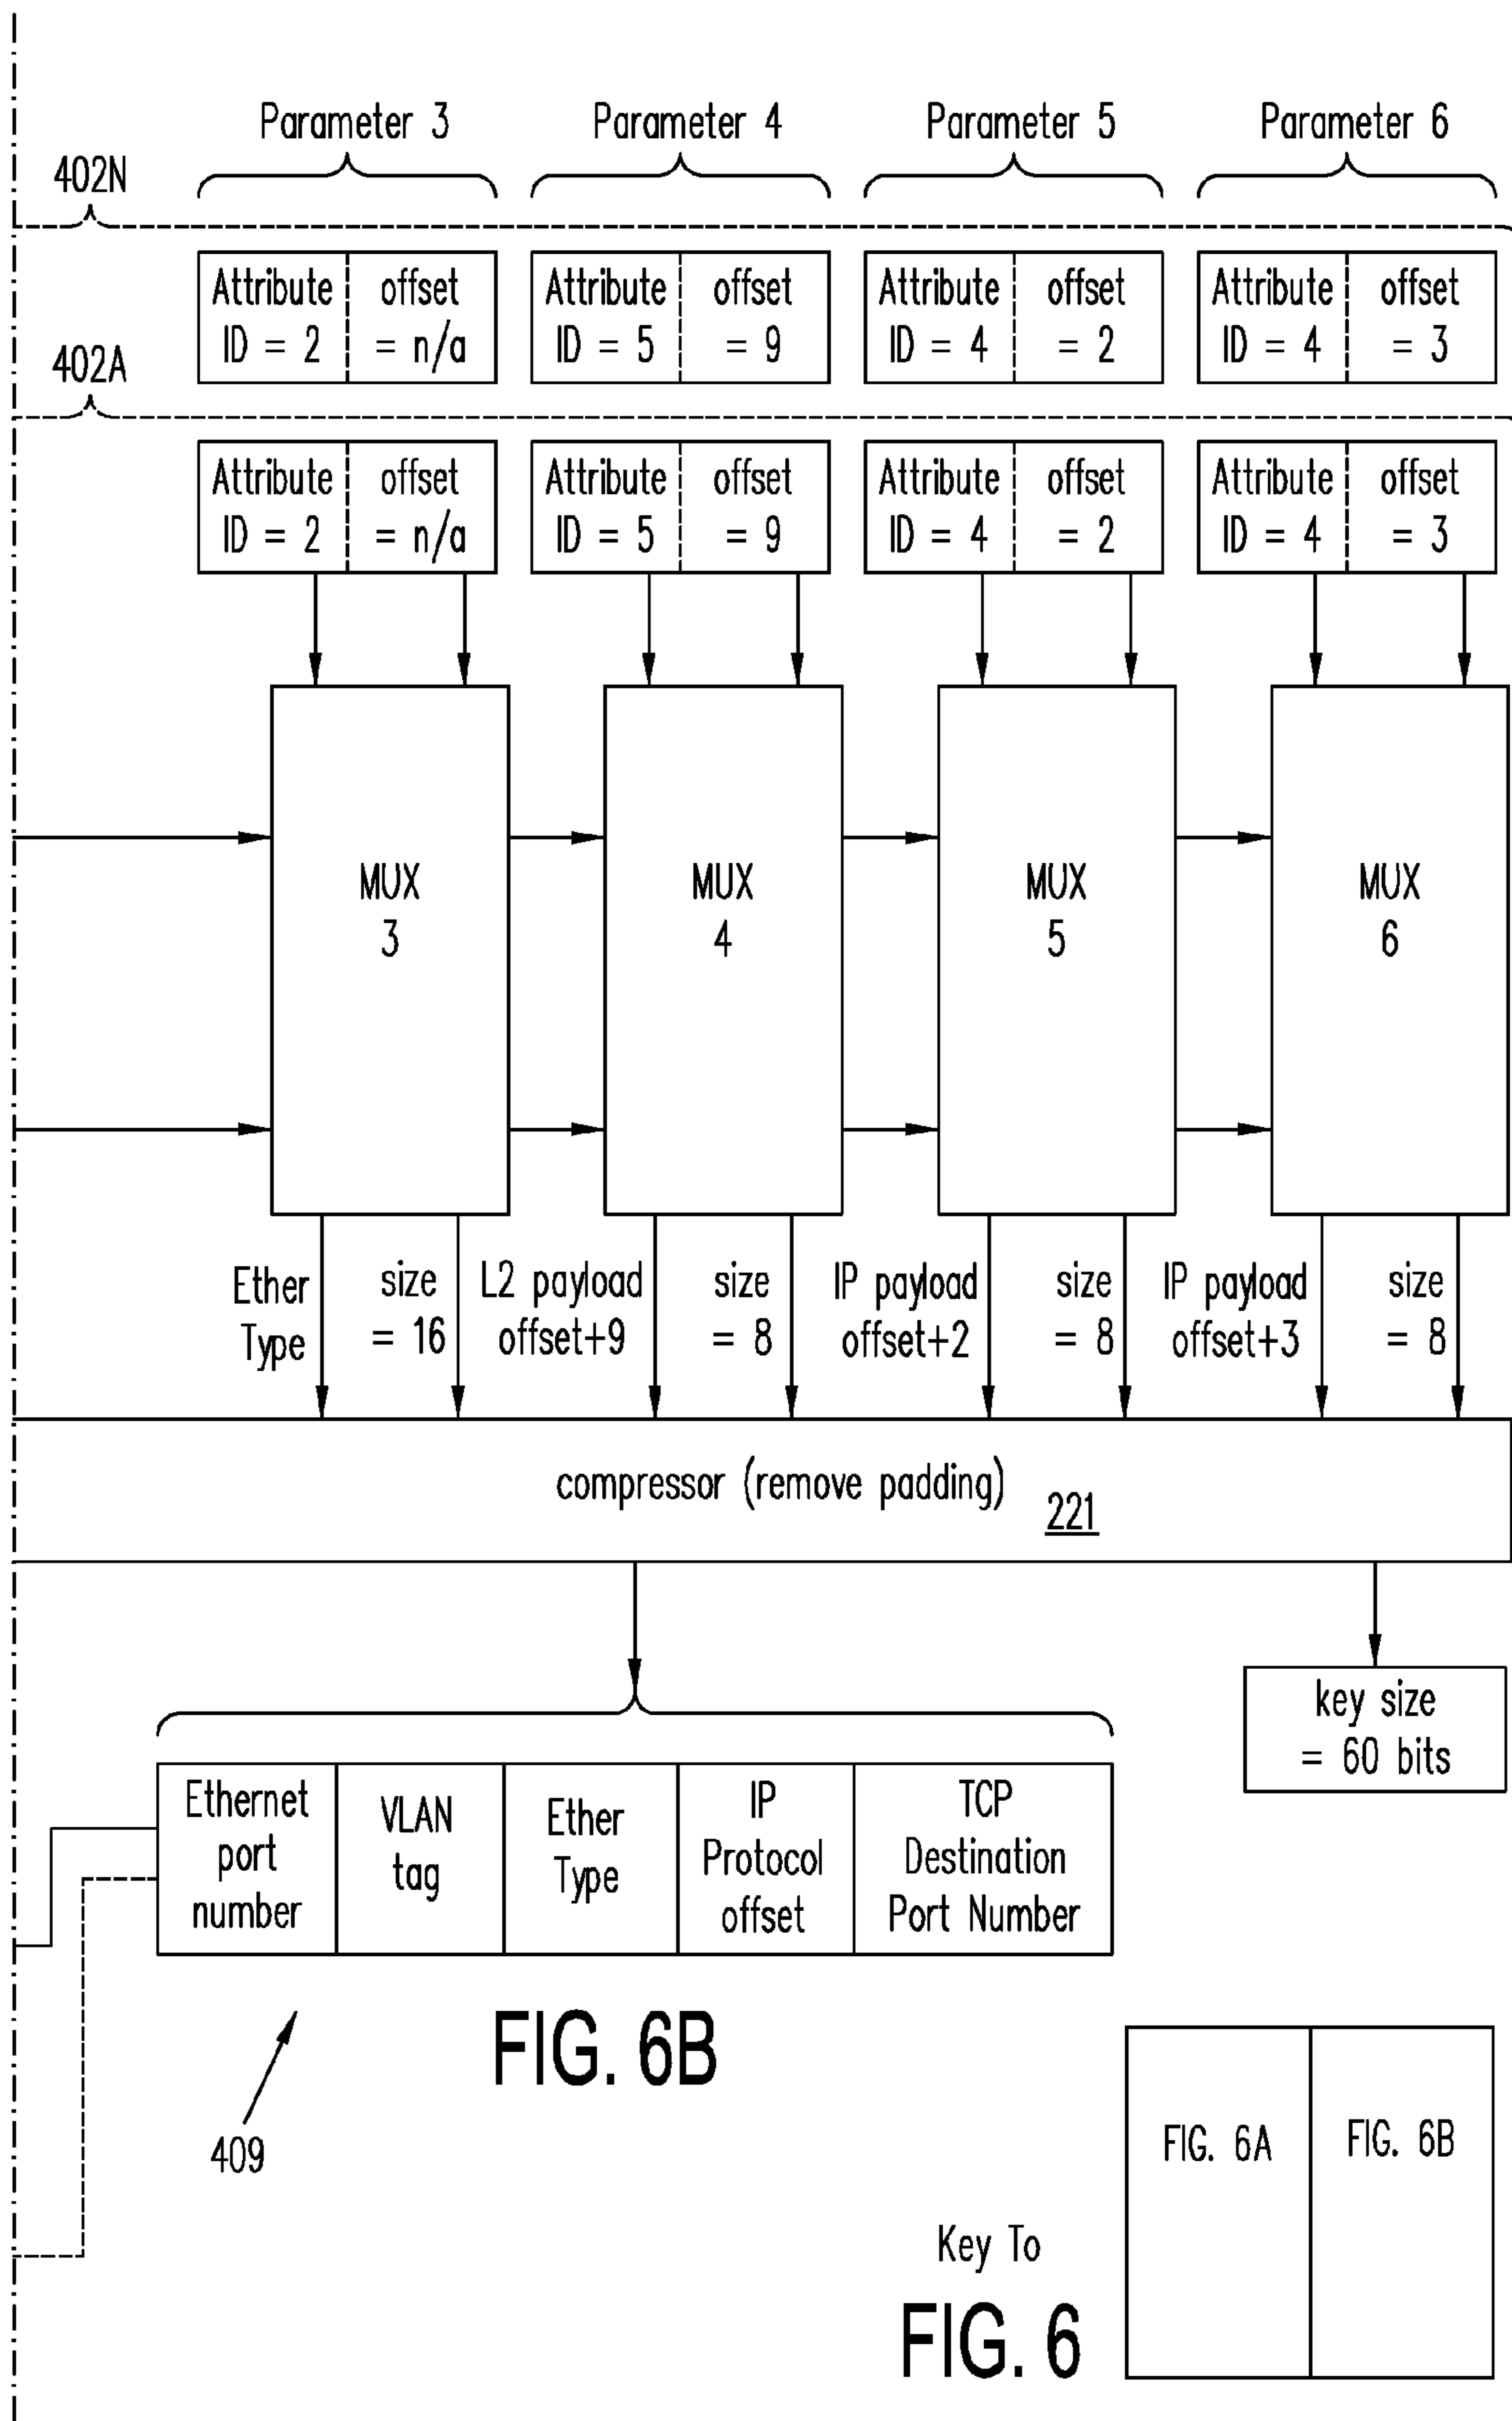 Parameter 3
Parameter 4
Parameter 5
Parameter 6
402N
Attribute
ID = 2
offset
= n/a
Attribute
ID = 5
offset
= 9
Attribute
ID = 4
offset
= 2
Attribute
ID = 4
offset
= 3
402A
Attribute
ID = 2
offset
= n/a
Attribute
ID = 5
offset
= 9
Attribute
ID = 4
offset
= 2
Attribute
ID = 4
offset
= 3
MUX
3
MUX
4
MUX
5
MUX
6
Ether
Type
size
= 16
L2 payload
offset+9
size
= 8
IP payload
offset+2
size
= 8
IP payload
offset+3
size
= 8
compressor (remove padding)
221
key size
= 60 bits
Ethernet
port
number
VLAN
tag
Ether
Type
IP
Protocol
offset
TCP
Destination
Port Number
409
FIG. 6B
FIG. 6A
FIG. 6B
Key To
FIG. 6